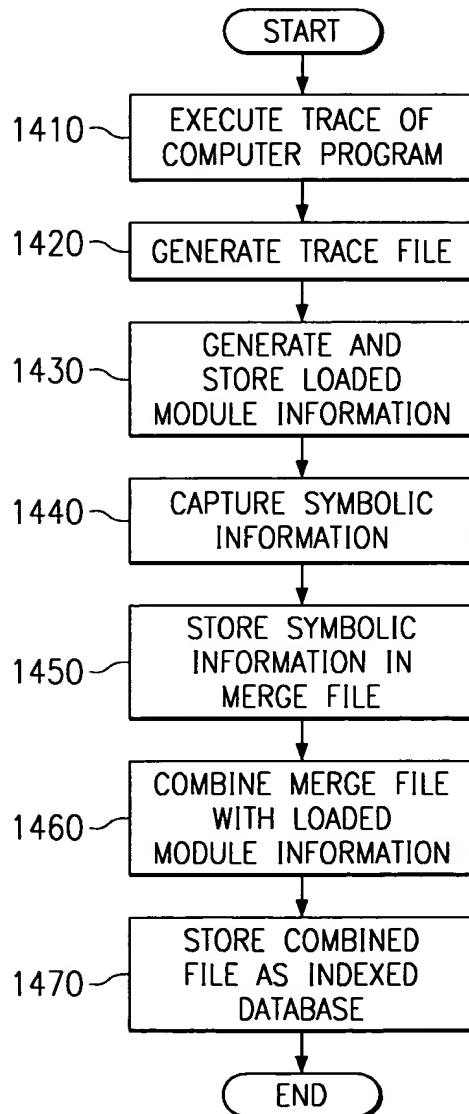 START
1410
EXECUTE TRACE OF
COMPUTER PROGRAM
1420
GENERATE TRACE FILE
1430
GENERATE AND
STORE LOADED
MODULE INFORMATION
1440
CAPTURE SYMBOLIC
INFORMATION
1450
STORE SYMBOLIC
INFORMATION IN
MERGE FILE
1460
COMBINE MERGE FILE
WITH LOADED
MODULE INFORMATION
1470
STORE COMBINED
FILE AS INDEXED
DATABASE
END